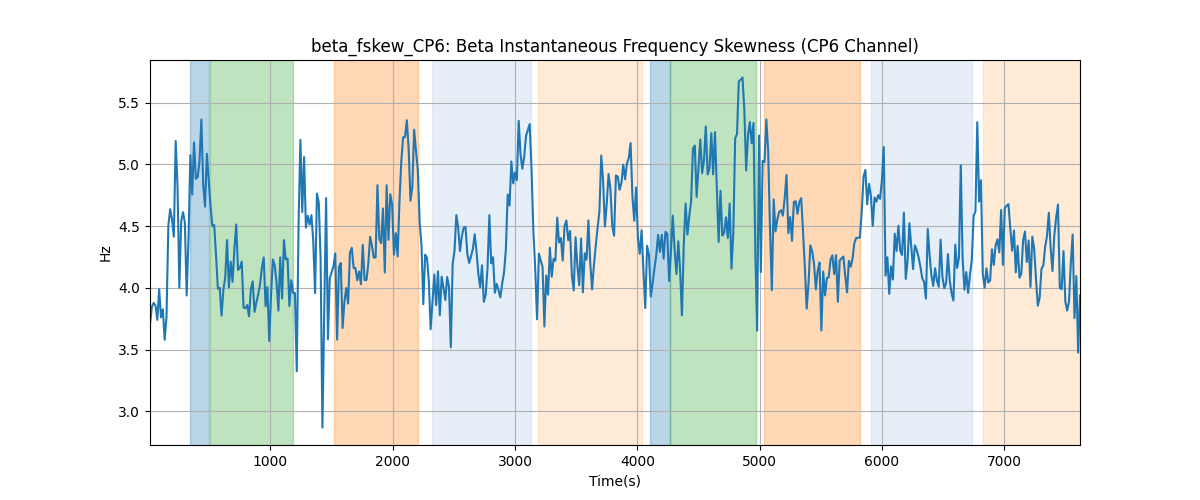 beta_fskew_CP6: Beta Instantaneous Frequency Skewness (CP6 Channel)
5.5
5.0
4.5
4.0
3.5
3.0
Hz
1000 2000 3000 4000 5000 6000 7000
Time(s)